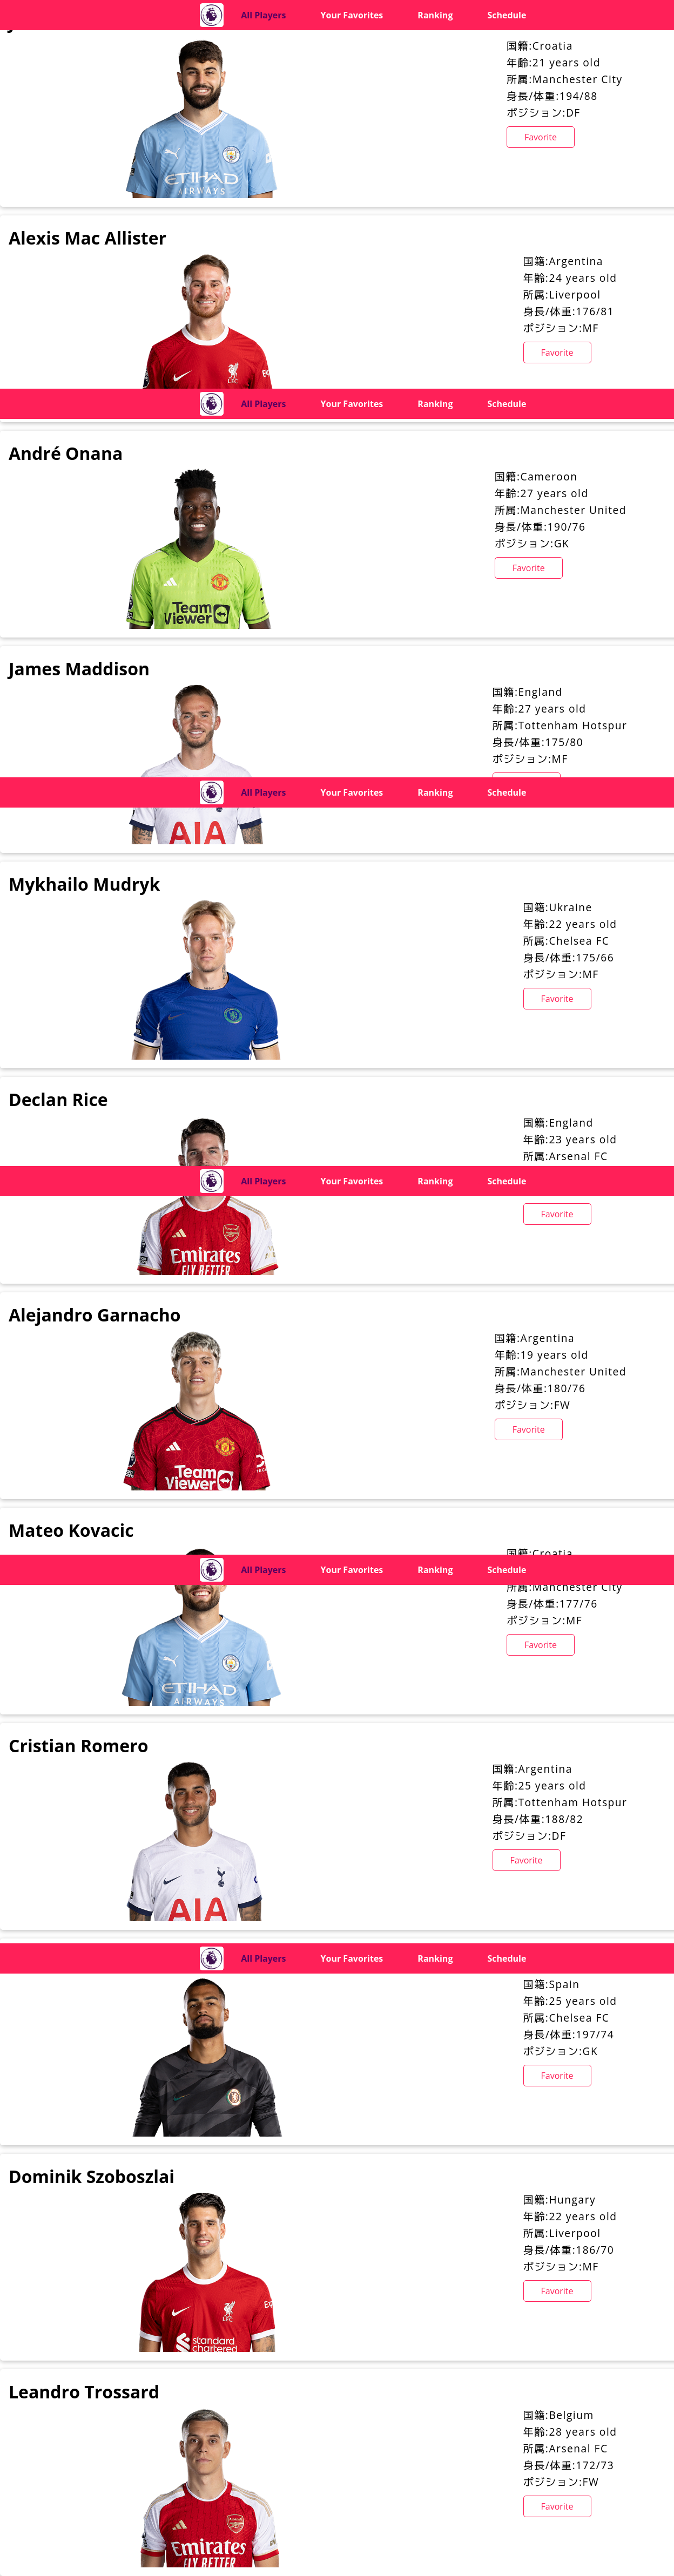 All Players Your Favorites Ranking Schedule
国籍:Croatia
年齢:21 years old
所属:Manchester City
身長/体重:194/88
ポジション:DF
Favorite
ETIHAD
AIRWAYS
Alexis Mac Allister
国籍:Argentina
年齢:24 years old
所属:Liverpool
身長/体重:176/81
ポジション:MF
Favorite
All Players Your Favorites Ranking Schedule
André Onana
国籍:Cameroon
年齢:27 years old
所属:Manchester United
身長/体重:190/76
ポジション:GK
Favorite
Team
Viewer
James Maddison
国籍:England
年齢:27 years old
所属:Tottenham Hotspur
身長/体重:175/80
ポジション:MF
All Players Your Favorites Ranking Schedule
AIA
Mykhailo Mudryk
国籍:Ukraine
年齢:22 years old
所属:Chelsea FC
身長/体重:175/66
ポジション:MF
Favorite
Declan Rice
国籍:England
年齢:23 years old
所属:Arsenal FC
All Players Your Favorites Ranking Schedule
Favorite
Emirates
FLY BETTER
Alejandro Garnacho
国籍:Argentina
年齢:19 years old
所属:Manchester United
身長/体重:180/76
ポジション:FW
Favorite
Team
Viewer
Mateo Kovacic
国籍:Croatia
All Players Your Favorites Ranking Schedule
所属:Manchester City
身長/体重:177/76
ポジション:MF
Favorite
ETIHAD
AIRWAYS
Cristian Romero
国籍:Argentina
年齢:25 years old
所属:Tottenham Hotspur
身長/体重:188/82
ポジション:DF
Favorite
AIA
All Players Your Favorites Ranking Schedule
国籍:Spain
年齢:25 years old
所属:Chelsea FC
身長/体重:197/74
ポジション:GK
Favorite
Dominik Szoboszlai
国籍:Hungary
年齢:22 years old
所属:Liverpool
身長/体重:186/70
ポジション:MF
Favorite
standard
chartered
Leandro Trossard
国籍:Belgium
年齢:28 years old
所属:Arsenal FC
身長/体重:172/73
ポジション:FW
Favorite
Emirates